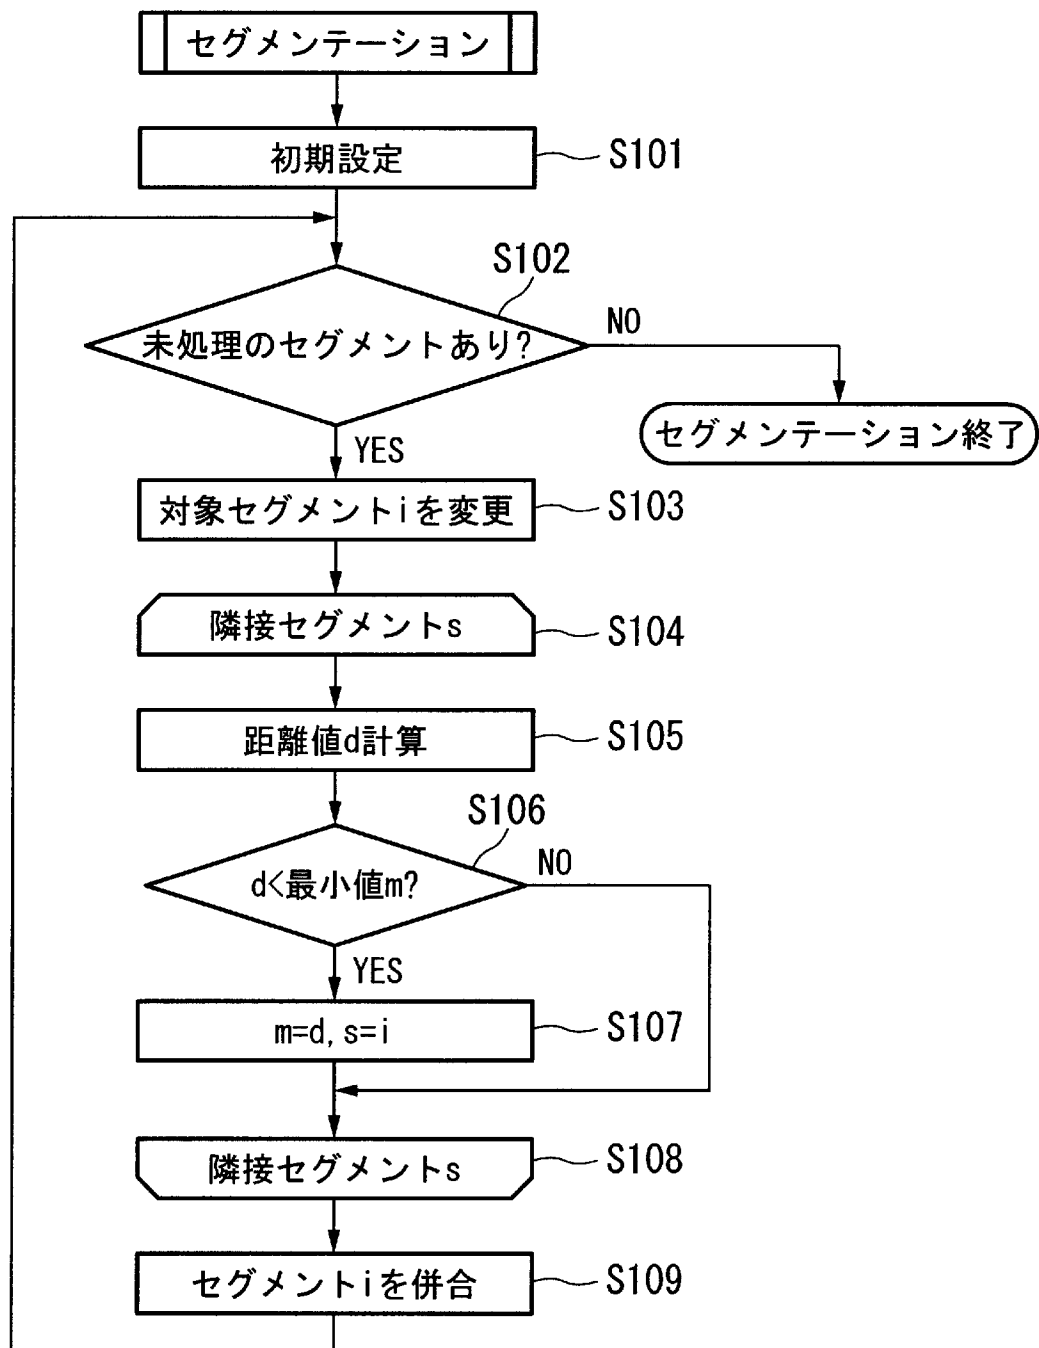 セグメンテーション
初期設定
S101
S102
未処理のセグメントあり?
NO
セグメンテーション終了
YES
対象セグメントiを変更
S103
隣接セグメントs
S104
距離値d計算
S105
S106
d<最小値m?
NO
YES
m=d, s=i
S107
隣接セグメントs
S108
セグメントiを併合
S109